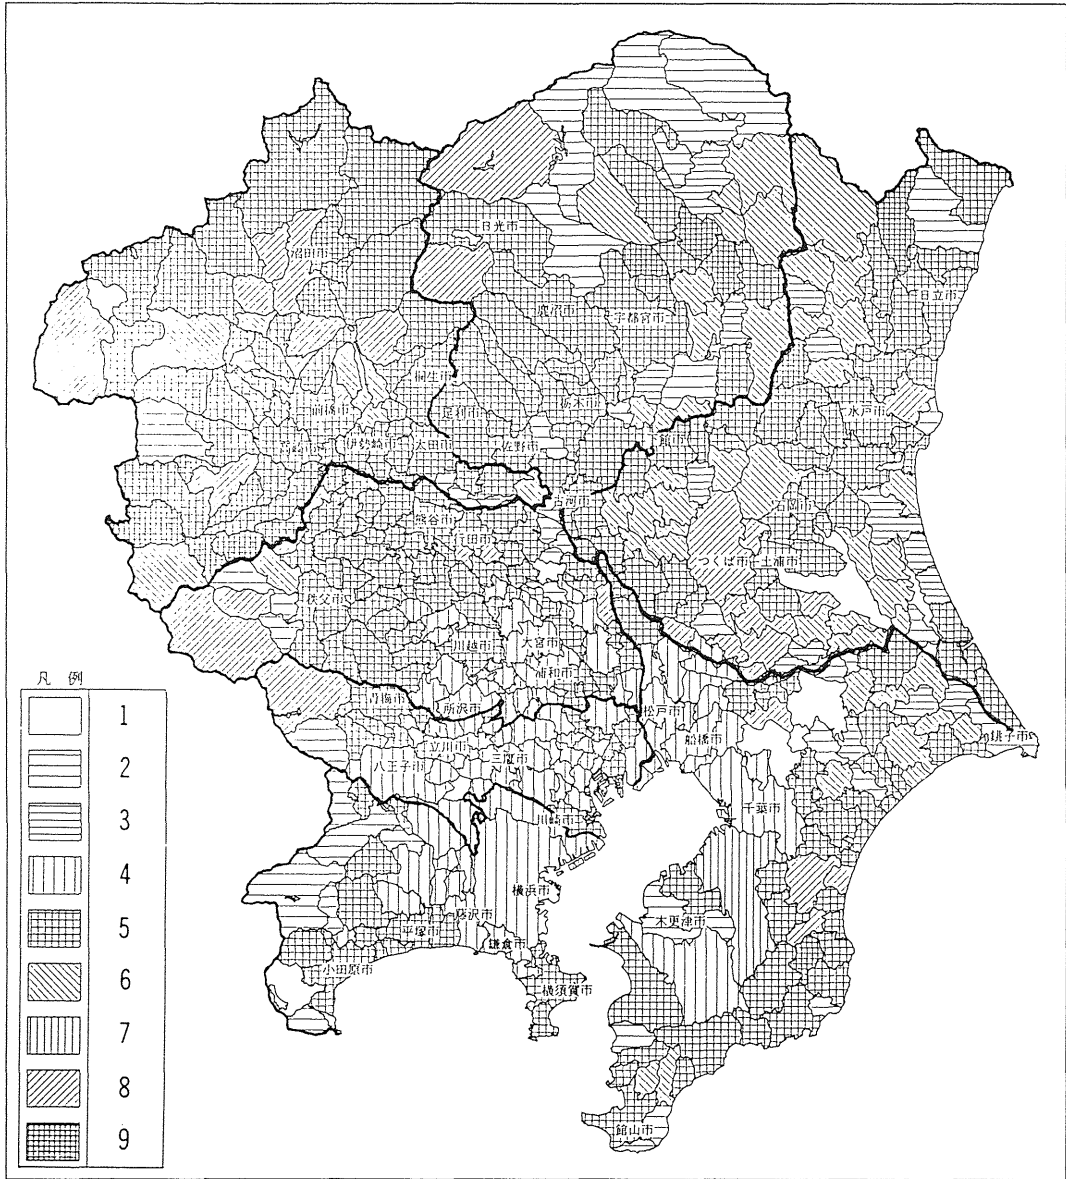 日光市
沼田市
日立市
鹿沼市
宇都宮市
桐生市
前橋市
足利市
栃木市
水戸市
高崎市
伊勢崎市
太田市
佐野市
下館市
古河市
石岡市
熊谷市
行田市
つくば市
土浦市
秩父市
川越市
大宮市
浦和市
凡例
青梅市
所沢市
松戸市
1
立川市
船橋市
銚子市
2
八王子市
三鷹市
3
川崎市
千葉市
4
横浜市
藤沢市
木更津市
5
平塚市
鎌倉市
6
小田原市
横須賀市
7
8
館山市
9